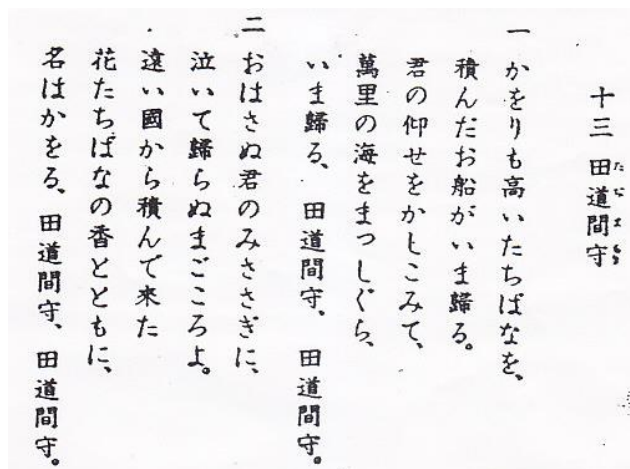 十三 田道間守
たぢまもり
一 かをりも高いたちばなを、
積んだお船がいま歸る。
君の仰せをかしこみて、
萬里の海をまっしぐら、
いま歸る、田道間守、田道間守。
二 おはさぬ君のみささぎに、
泣いて歸らぬまごころよ。
遠い國から積んで來た
花たちばなの香とともに、
名はかをる、田道間守、田道間守。